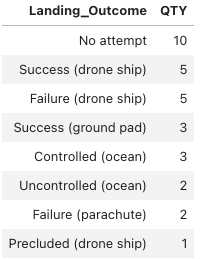 Landing_Outcome QTY
No attempt 10
Success (drone ship) 5
Failure (drone ship) 5
Success (ground pad) 3
Controlled (ocean) 3
Uncontrolled (ocean) 2
Failure (parachute) 2
Precluded (drone ship) 1